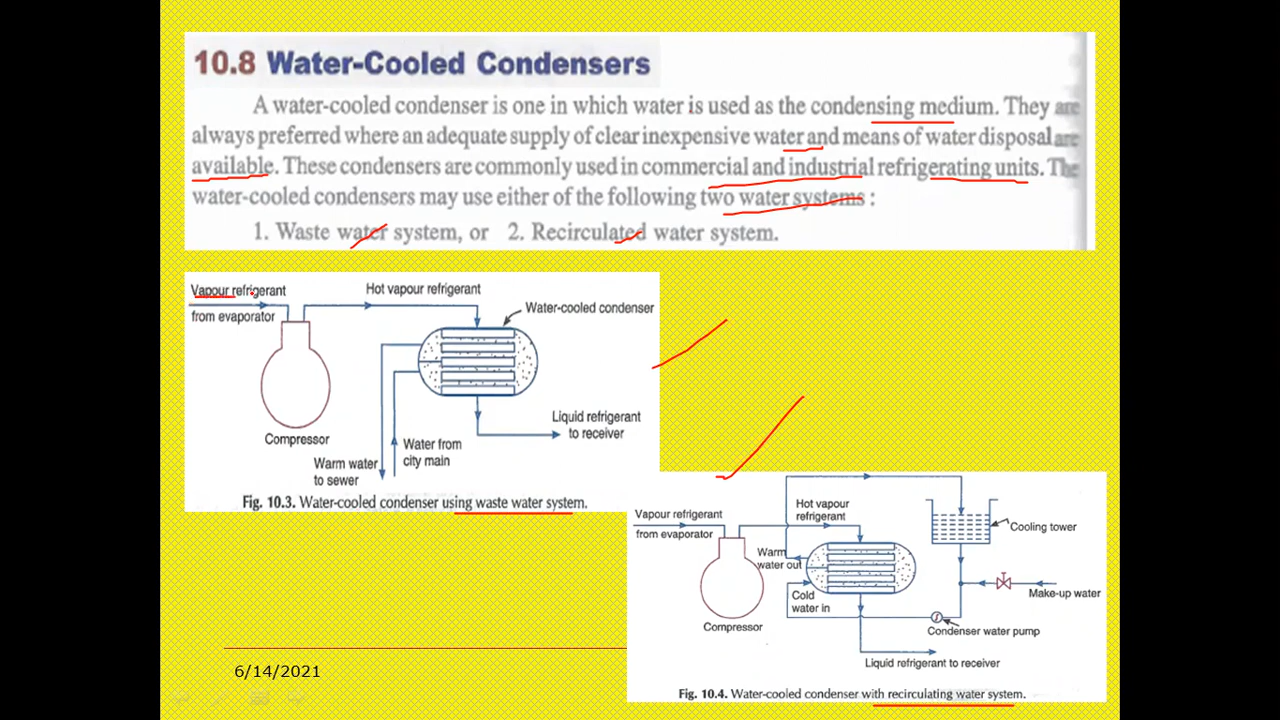 10.8 Water-Cooled Condensers
A water-cooled condenser is one in which water is used as the condensing medium. They are
always preferred where an adequate supply of clear inexpensive water and means of water disposal are
available. These condensers are commonly used in commercial and industrial refrigerating units. The
water-cooled condensers may use either of the following two water systems :
1. Waste water system, or 2. Recirculated water system.
Vapour refrigerant
from evaporator
Hot vapour refrigerant
Water-cooled condenser
Compressor
Liquid refrigerant
to receiver
Water from
city main
Warm water
to sewer
Fig. 10.3. Water-cooled condenser using waste water system.
Vapour refrigerant
from evaporator
Hot vapour
refrigerant
Cooling tower
Warm
water out
Cold
water in
Make-up water
Compressor
Condenser water pump
Liquid refrigerant to receiver
Fig. 10.4. Water-cooled condenser with recirculating water system.
6/14/2021